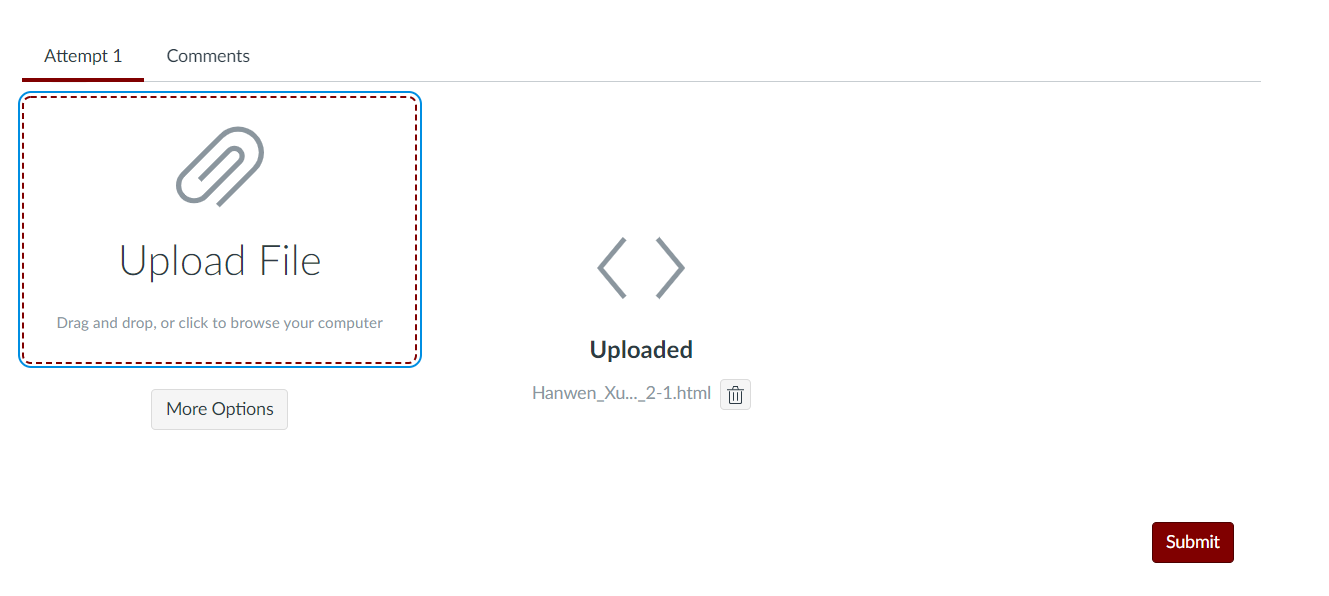 Attempt 1
Comments
Upload File
Drag and drop, or click to browse your computer
More Options
Uploaded
Hanwen_Xu..._2-1.html
Submit